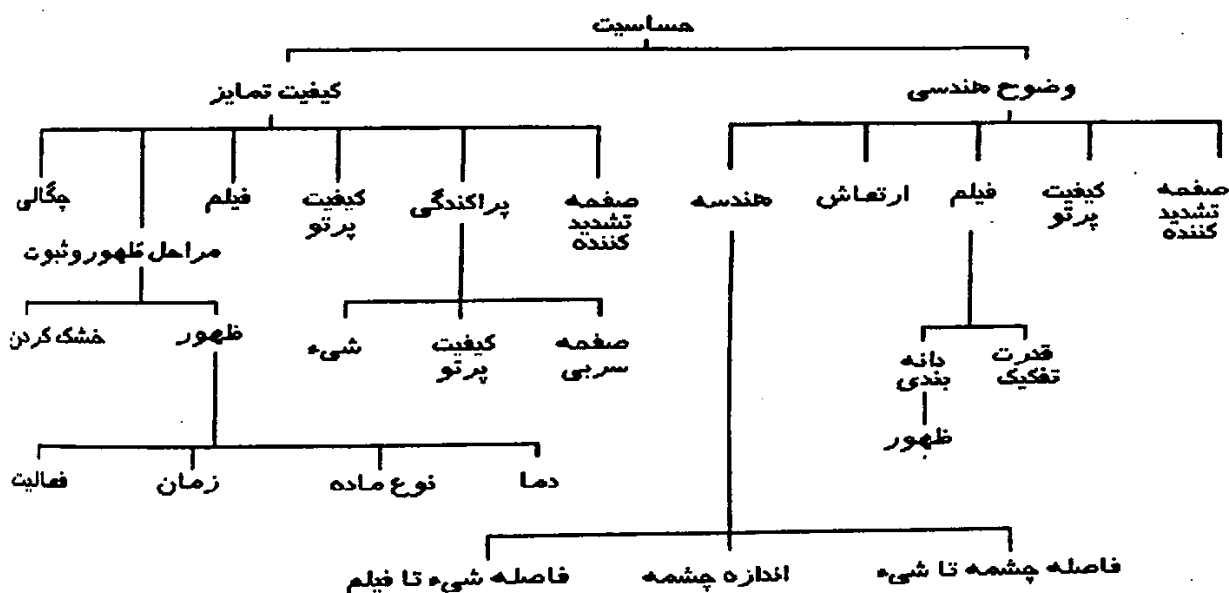 حساسیت
وضوح هندسی
کیفیت تمایز
صفحه
تشدید
کننده
کیفیت
پرتو
فیلم
ارتعاش
هندسه
صفحه
تشدید
کننده
پراکندگی
کیفیت
پرتو
فیلم
مراحل ظهور و ثبوت
چگالی
قدرت
تفکیک
دانه
بندی
ظهور
صفحه
سربی
کیفیت
پرتو
شیء
ظهور
خشک کردن
دما
نوع ماده
زمان
فعالیت
فاصله چشمه تا شیء
اندازه چشمه
فاصله شیء تا فیلم